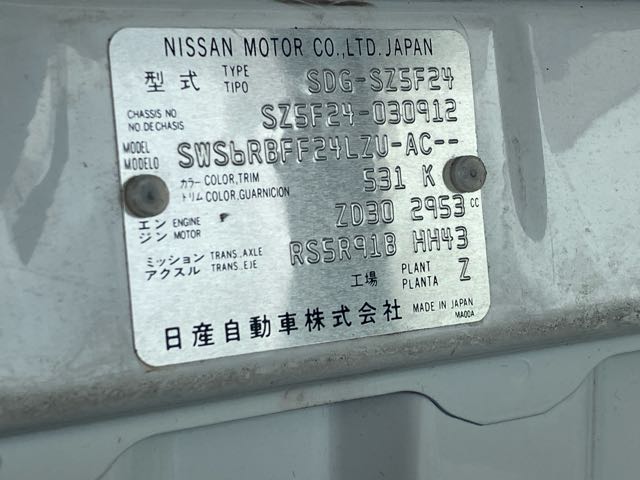 NISSAN MOTOR CO.,LTD. JAPAN
型式 TYPE TIPO SDG-SZ5F24
CHASSIS NO. NO.DE CHASIS SZ5F24-030912
MODEL MODELO SWS6RBFF24LZU-AC--
カラー COLOR,TRIM トリム COLOR,GUARNICION 531 K
エンジン ENGINE MOTOR ZD30 2953 CC
ミッション TRANS.,AXLE アクスル TRANS.,EJE RS5R91B HH43
工場 PLANT PLANTA Z
日産自動車株式会社 MADE IN JAPAN
MA00A